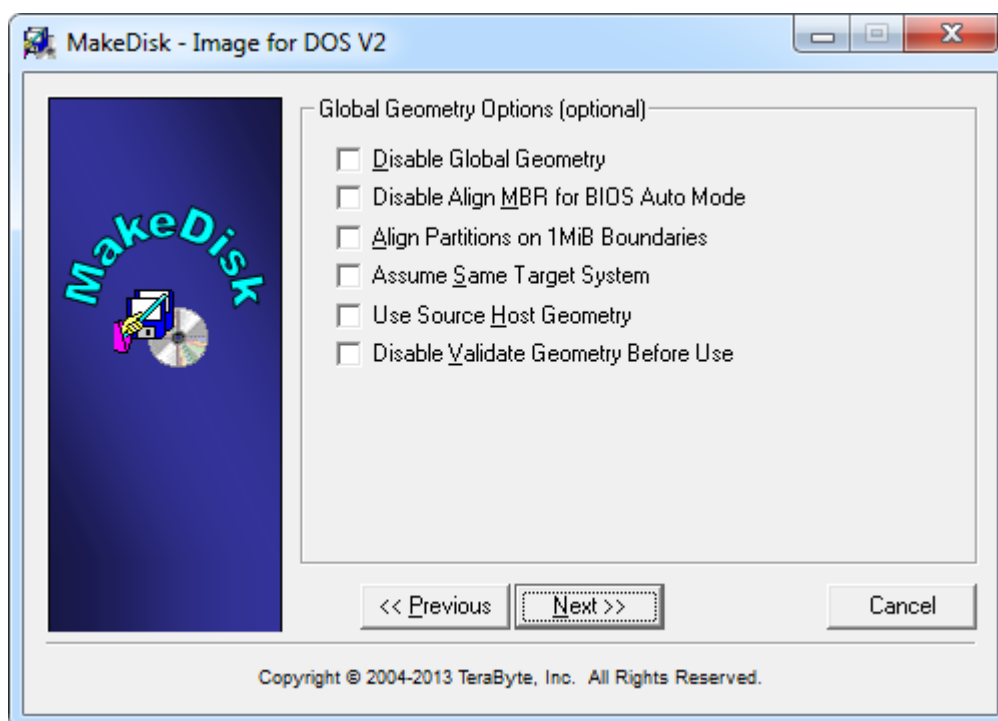 MakeDisk - Image for DOS V2
MakeDisk
Global Geometry Options (optional)
Disable Global Geometry
Disable Align MBR for BIOS Auto Mode
Align Partitions on 1MiB Boundaries
Assume Same Target System
Use Source Host Geometry
Disable Validate Geometry Before Use
<< Previous
Next >>
Cancel
Copyright © 2004-2013 TeraByte, Inc.  All Rights Reserved.